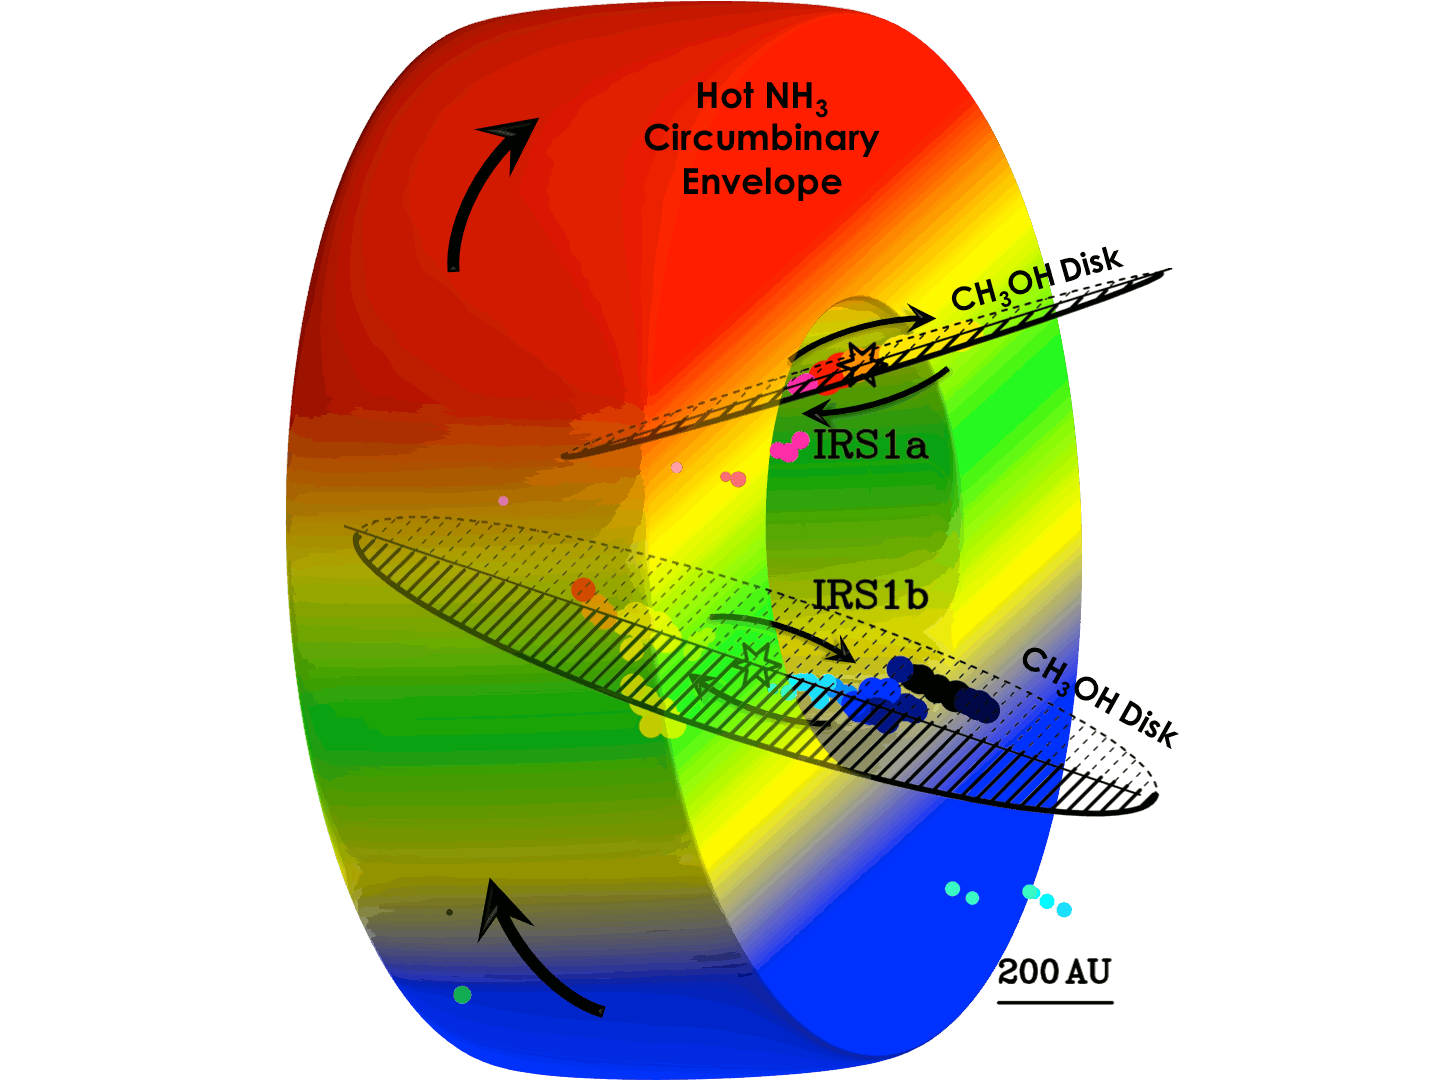 Hot NH₃
Circumbinary
Envelope
CH₃OH Disk
IRS1a
IRS1b
CH₃OH Disk
200 AU